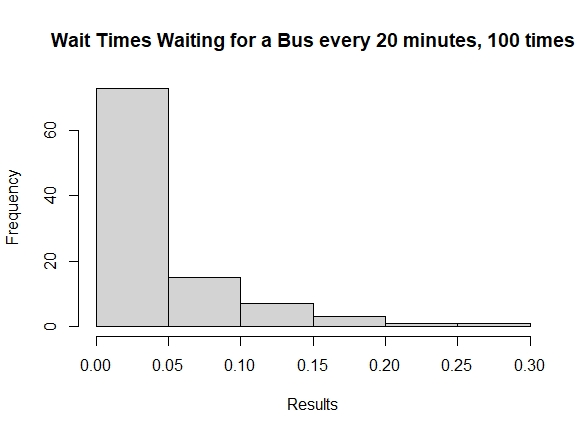 Wait Times Waiting for a Bus every 20 minutes, 100 times
Frequency
60
40
20
0
0.00 0.05 0.10 0.15 0.20 0.25 0.30
Results